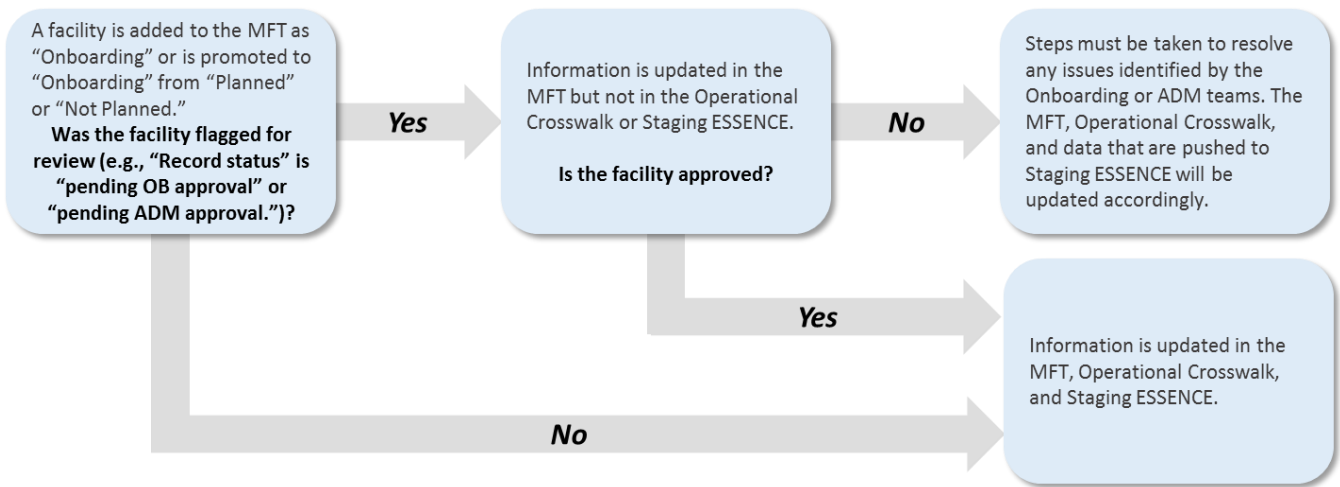 A facility is added to the MFT as
“Onboarding” or is promoted to
“Onboarding” from “Planned”
or “Not Planned.”
Was the facility flagged for
review (e.g., “Record status” is
“pending OB approval” or
“pending ADM approval.”)?
Yes
Information is updated in the
MFT but not in the Operational
Crosswalk or Staging ESSENCE.
Is the facility approved?
No
Steps must be taken to resolve
any issues identified by the
Onboarding or ADM teams. The
MFT, Operational Crosswalk,
and data that are pushed to
Staging ESSENCE will be
updated accordingly.
Yes
Information is updated in the
MFT, Operational Crosswalk,
and Staging ESSENCE.
No